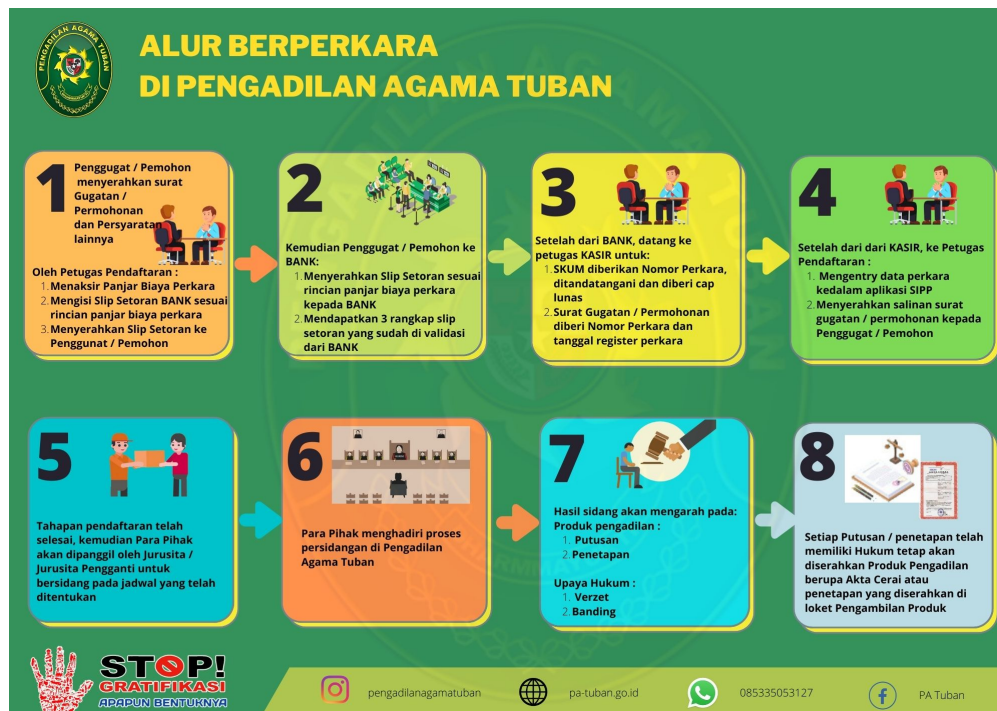 PENGADILAN AGAMA TUBAN
ALUR BERPERKARA
DI PENGADILAN AGAMA TUBAN
1
Penggugat / Pemohon
menyerahkan surat
Gugatan /
Permohonan
dan Persyaratan
lainnya
Oleh Petugas Pendaftaran :
1. Menaksir Panjar Biaya Perkara
2. Mengisi Slip Setoran BANK sesuai
rincian panjar biaya perkara
3. Menyerahkan Slip Setoran ke
Penggunat / Pemohon
2
Kemudian Penggugat / Pemohon ke
BANK:
1. Menyerahkan Slip Setoran sesuai
rincian panjar biaya perkara
kepada BANK
2. Mendapatkan 3 rangkap slip
setoran yang sudah di validasi
dari BANK
3
Setelah dari BANK, datang ke
petugas KASIR untuk:
1. SKUM diberikan Nomor Perkara,
ditandatangani dan diberi cap
lunas
2. Surat Gugatan / Permohonan
diberi Nomor Perkara dan
tanggal register perkara
4
Setelah dari dari KASIR, ke Petugas
Pendaftaran :
1. Mengentry data perkara
kedalam aplikasi SIPP
2. Menyerahkan salinan surat
gugatan / permohonan kepada
Penggugat / Pemohon
5
Tahapan pendaftaran telah
selesai, kemudian Para Pihak
akan dipanggil oleh Jurusita /
Jurusita Pengganti untuk
bersidang pada jadwal yang telah
ditentukan
6
Para Pihak menghadiri proses
persidangan di Pengadilan
Agama Tuban
7
Hasil sidang akan mengarah pada:
Produk pengadilan :
1. Putusan
2. Penetapan
Upaya Hukum :
1. Verzet
2. Banding
8
Setiap Putusan / penetapan telah
memiliki Hukum tetap akan
diserahkan Produk Pengadilan
berupa Akta Cerai atau
penetapan yang diserahkan di
loket Pengambilan Produk
STOP!
GRATIFIKASI
APAPUN BENTUKNYA
pengadilanagamatuban
pa-tuban.go.id
085335053127
PA Tuban